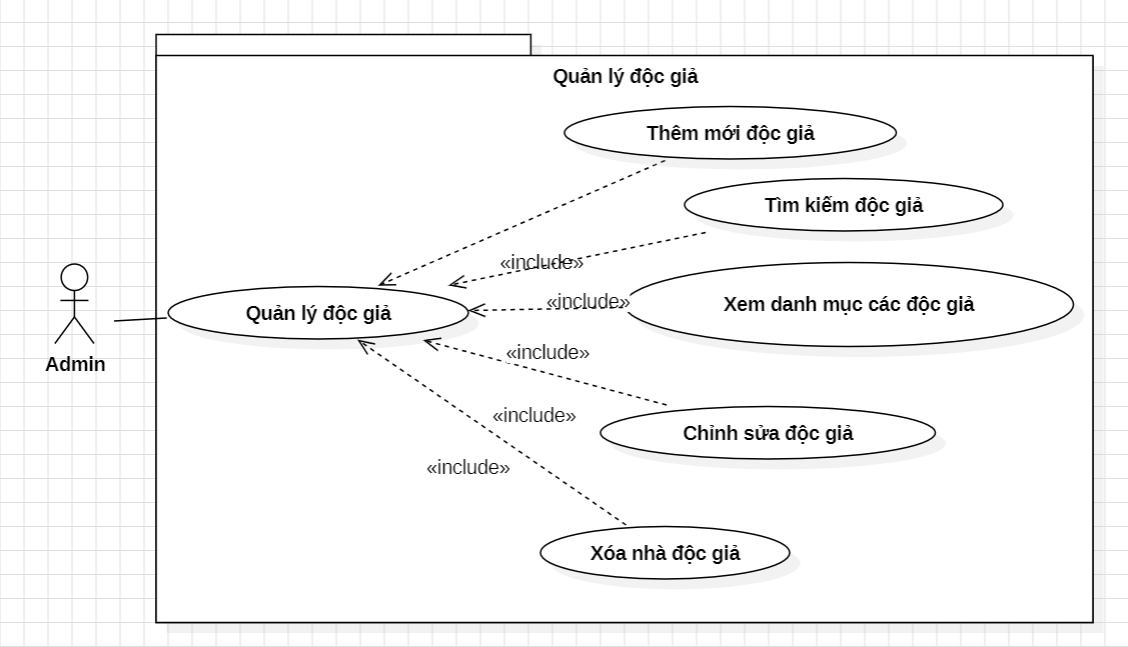 Quản lý độc giả
Thêm mới độc giả
Tìm kiếm độc giả
«include»
«include»
Xem danh mục các độc giả
Quản lý độc giả
«include»
Admin
«include»
Chỉnh sửa độc giả
«include»
Xóa nhà độc giả